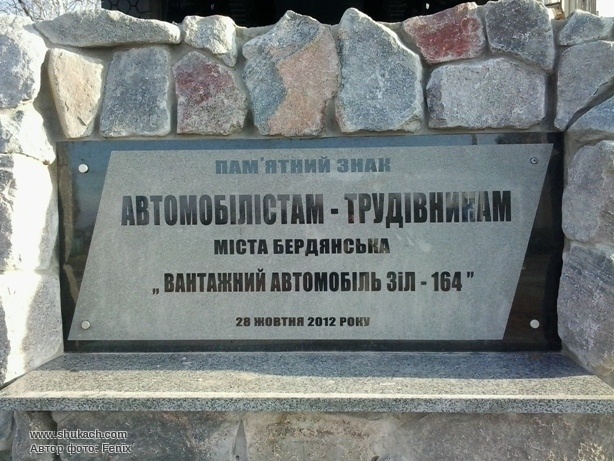 ПАМ'ЯТНИЙ ЗНАК
АВТОМОБІЛІСТАМ - ТРУДІВНИКАМ
МІСТА БЕРДЯНСЬКА
„ ВАНТАЖНИЙ АВТОМОБІЛЬ ЗІЛ - 164 "
28 ЖОВТНЯ 2012 РОКУ
www.shukach.com
Автор фото: Fenix